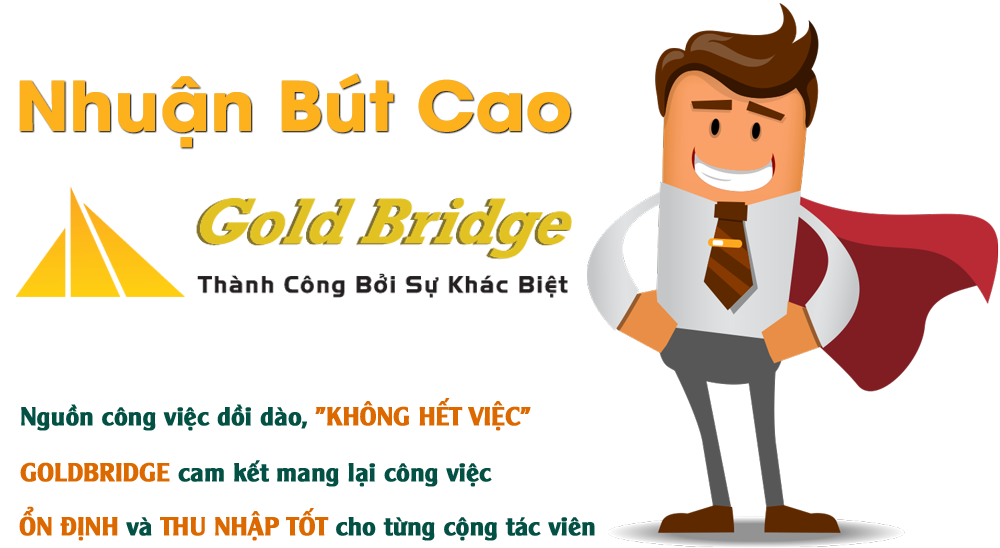 Nhuận Bút Cao
Gold Bridge
Thành Công Bởi Sự Khác Biệt
Nguồn công việc dồi dào, "KHÔNG HẾT VIỆC"
GOLDBRIDGE cam kết mang lại công việc
ỔN ĐỊNH và THU NHẬP TỐT cho từng cộng tác viên